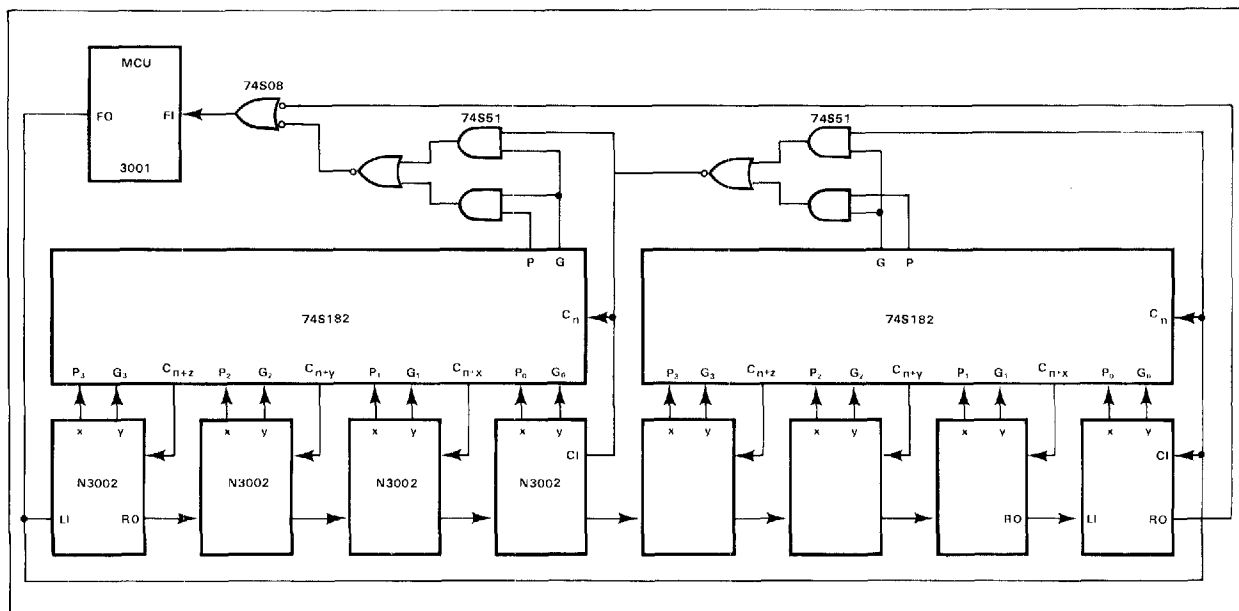 MCU
FO FI
3001
74S08
74S51
74S51
P G
G P
74S182
Cn
74S182
Cn
P3 G3 Cn+z P2 G2 Cn+y P1 G1 Cn+x P0 G0
P3 G3 Cn+z P2 G2 Cn+y P1 G1 Cn+x P0 G0
x y
x y
x y
x y
x y
x y
x y
x y
CI
CI
N3002
N3002
N3002
N3002
LI RO
RO
LI RO